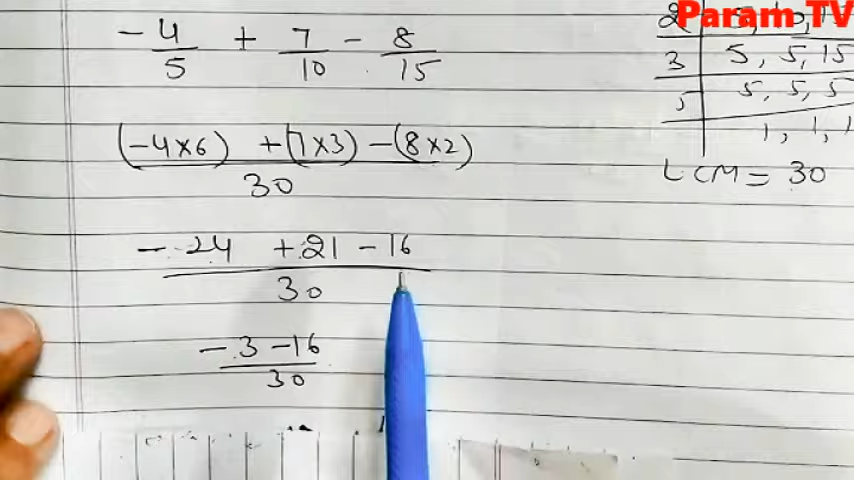 Param TV
- 4/5 + 7/10 - 8/15
(-4×6) + (7×3) - (8×2)
30
- 24 + 21 - 16
30
- 3 - 16
30
2
3 5, 5, 15
5 5, 5, 5
1, 1, 1
LCM = 30